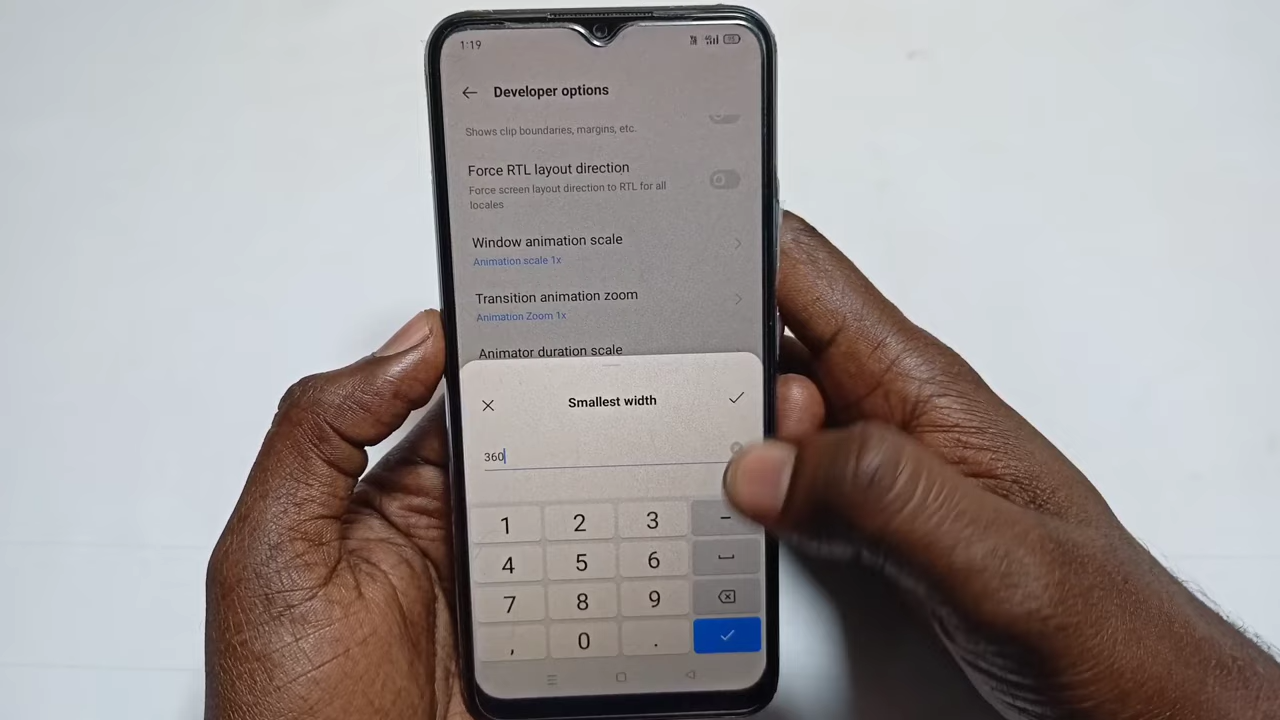 1:19
Developer options
Shows clip boundaries, margins, etc.
Force RTL layout direction
Force screen layout direction to RTL for all
locales
Window animation scale
Animation scale 1x
Transition animation zoom
Animation Zoom 1x
Animator duration scale
Smallest width
360
1 2 3 -
4 5 6
7 8 9
, 0 .